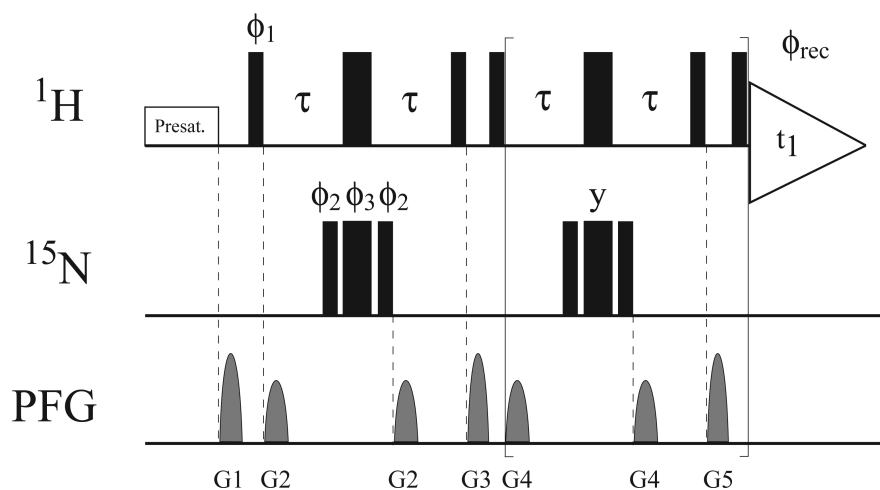 ϕ1 ϕrec
1H Presat. τ τ τ τ t1
ϕ2 ϕ3 ϕ2 y
15N
PFG
G1 G2 G2 G3 G4 G4 G5